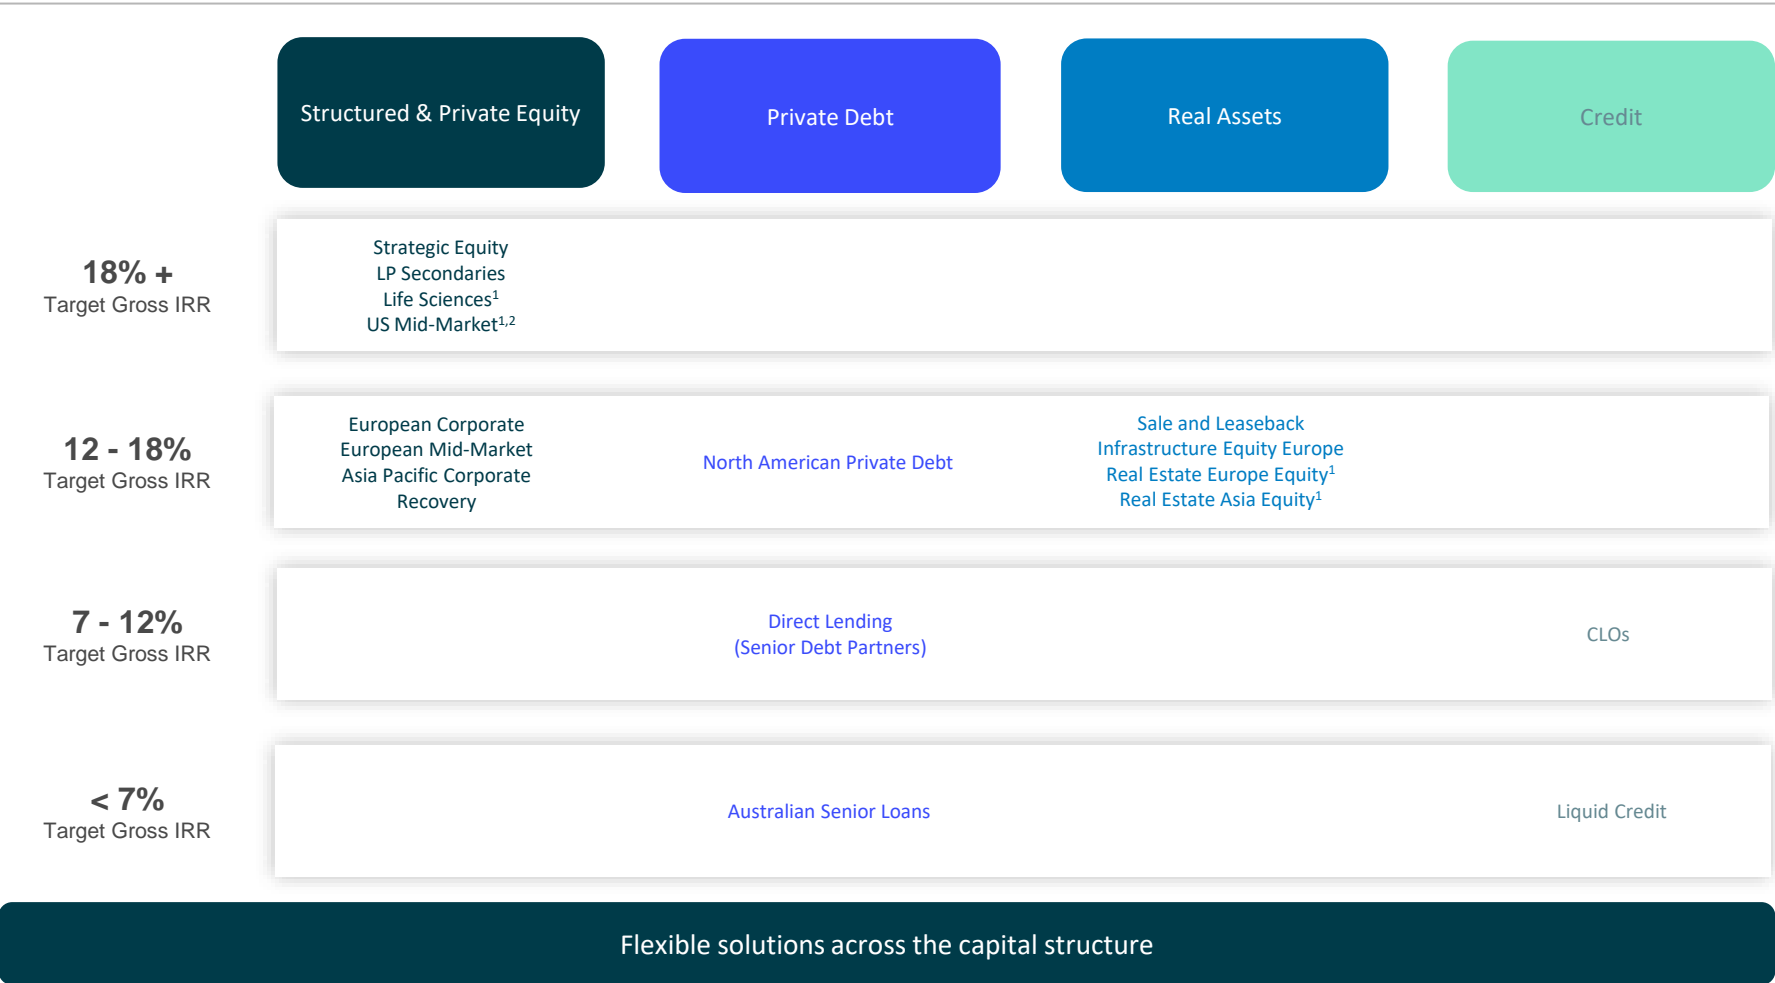 Structured & Private Equity
Private Debt
Real Assets
Credit
18% +
Target Gross IRR
Strategic Equity
LP Secondaries
Life Sciences¹
US Mid-Market¹,²
12 - 18%
Target Gross IRR
European Corporate
European Mid-Market
Asia Pacific Corporate
Recovery
North American Private Debt
Sale and Leaseback
Infrastructure Equity Europe
Real Estate Europe Equity¹
Real Estate Asia Equity¹
7 - 12%
Target Gross IRR
Direct Lending
(Senior Debt Partners)
CLOs
< 7%
Target Gross IRR
Australian Senior Loans
Liquid Credit
Flexible solutions across the capital structure